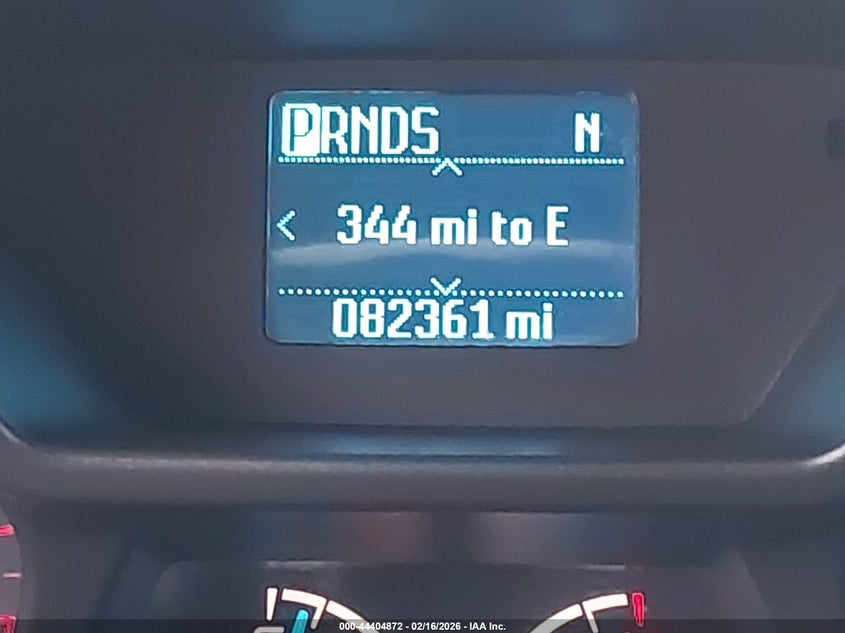 PRNDS N
< 344 mi to E
082361 mi
000-44404872 - 02/16/2026 - IAA Inc.